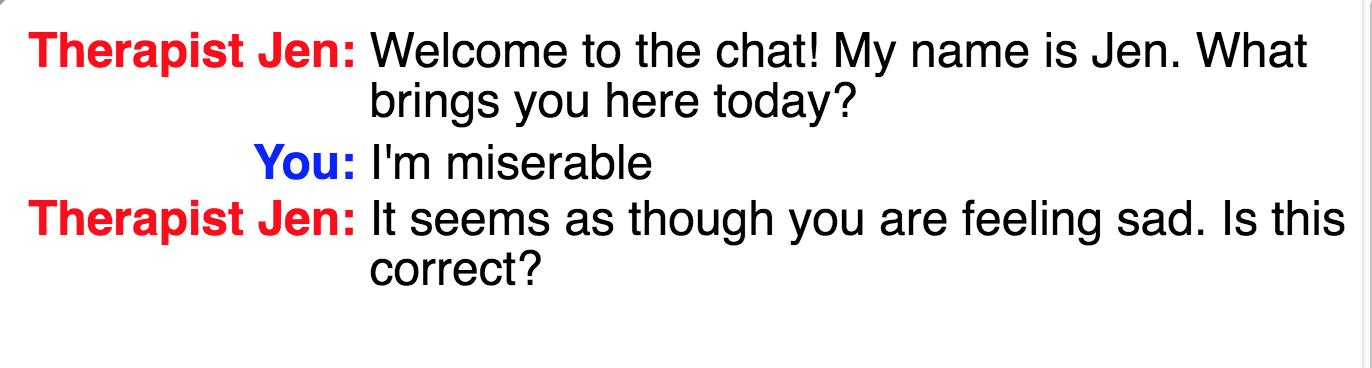 Therapist Jen: Welcome to the chat! My name is Jen. What
brings you here today?
You: I'm miserable
Therapist Jen: It seems as though you are feeling sad. Is this
correct?